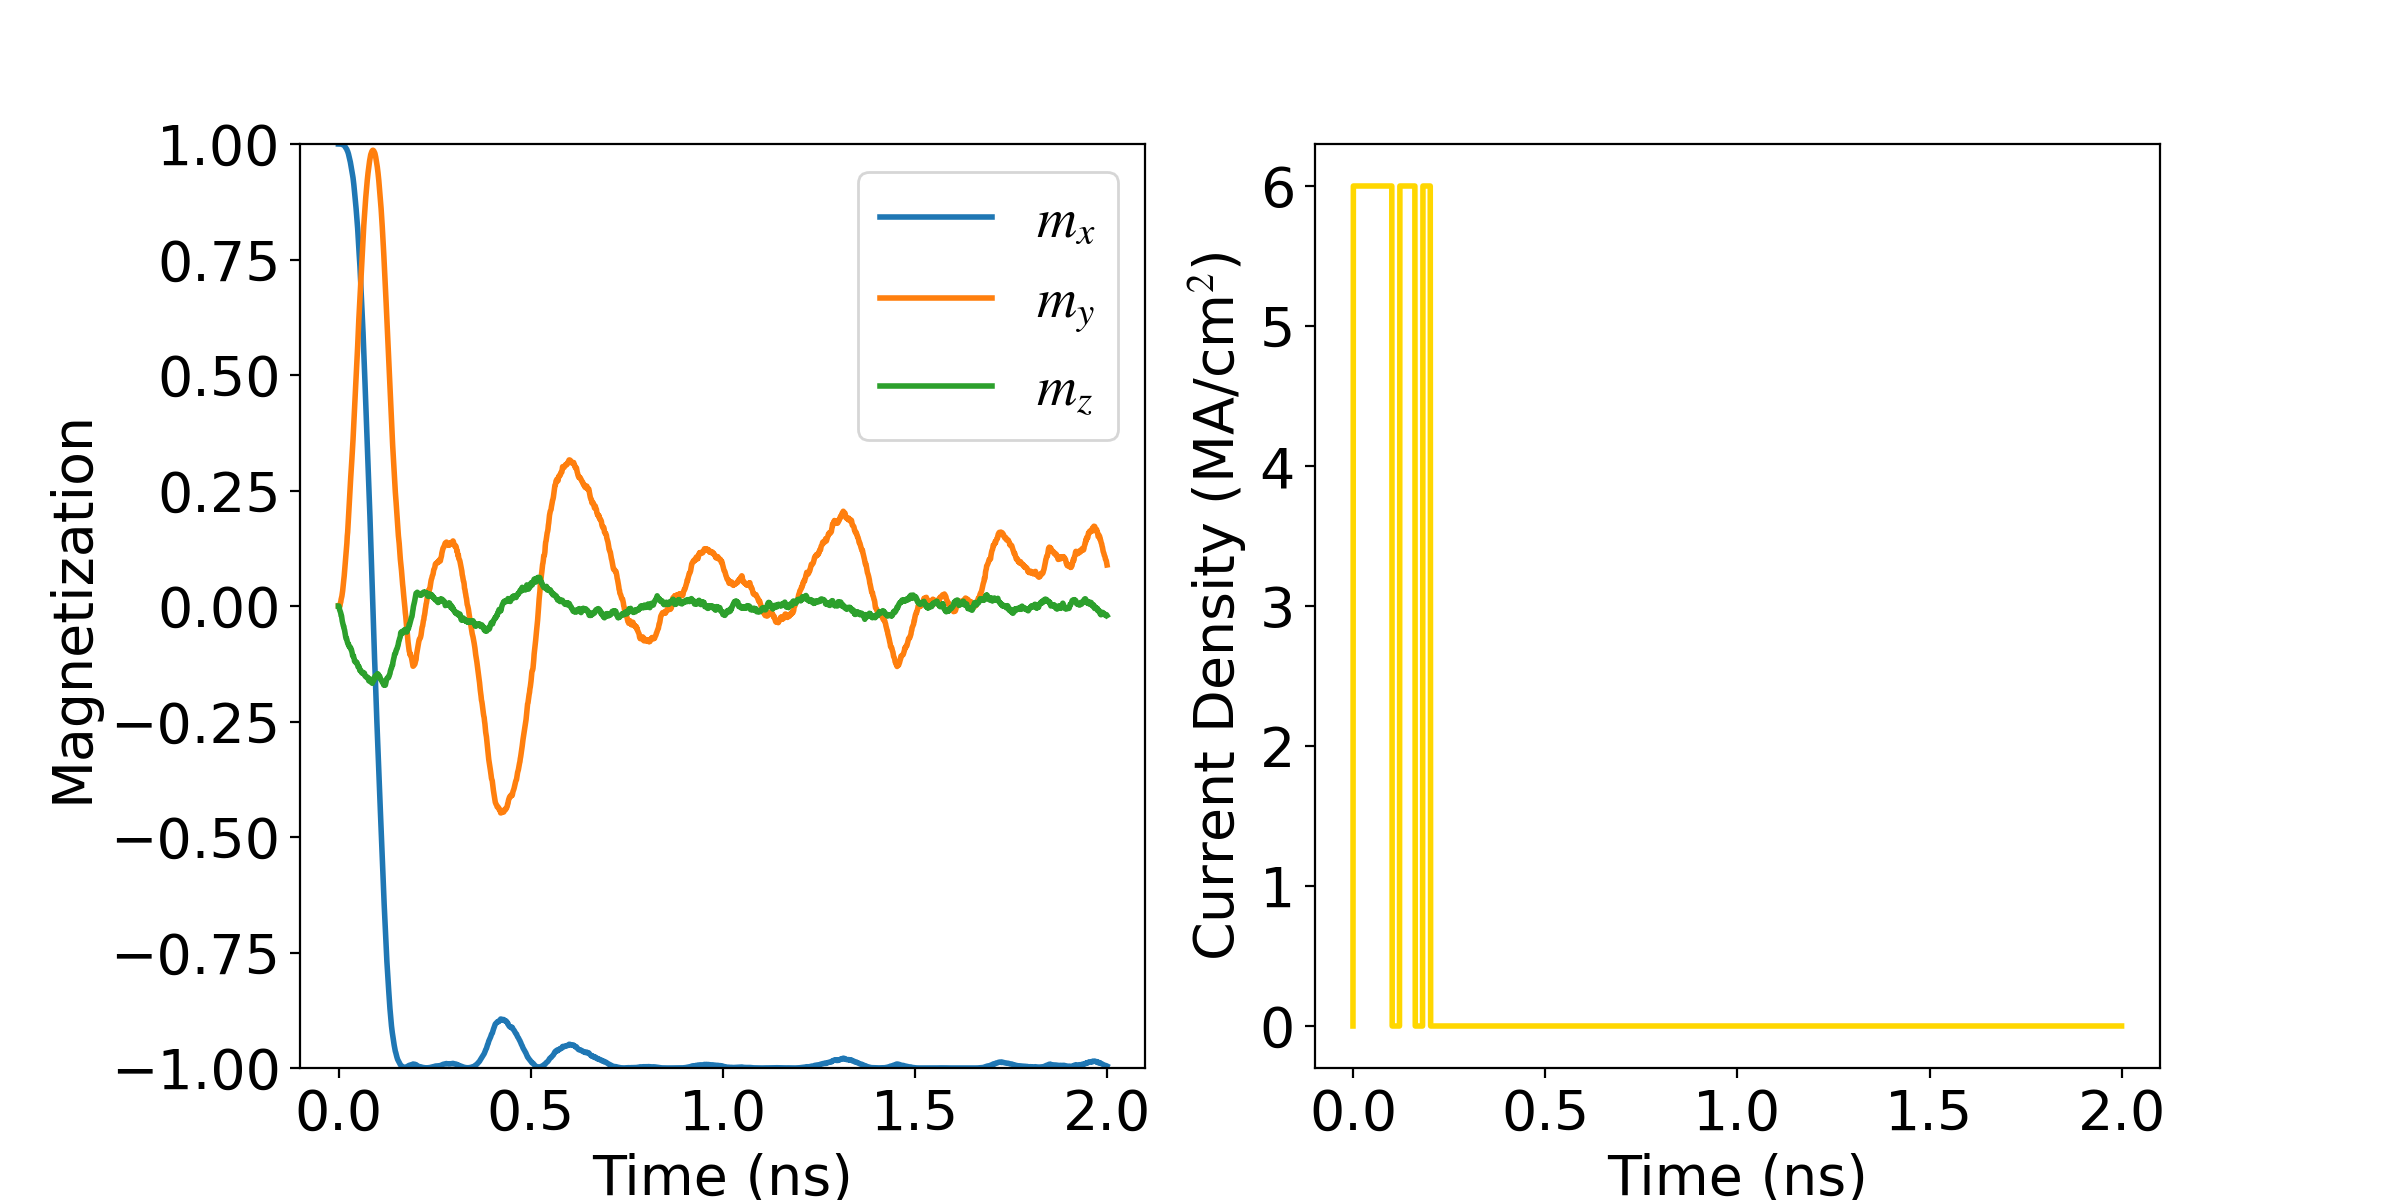 1.00
0.75
0.50
0.25
0.00
−0.25
−0.50
−0.75
−1.00
Magnetization
0.0 0.5 1.0 1.5 2.0
Time (ns)
m_x
m_y
m_z
6
5
4
3
2
1
0
Current Density (MA/cm²)
0.0 0.5 1.0 1.5 2.0
Time (ns)